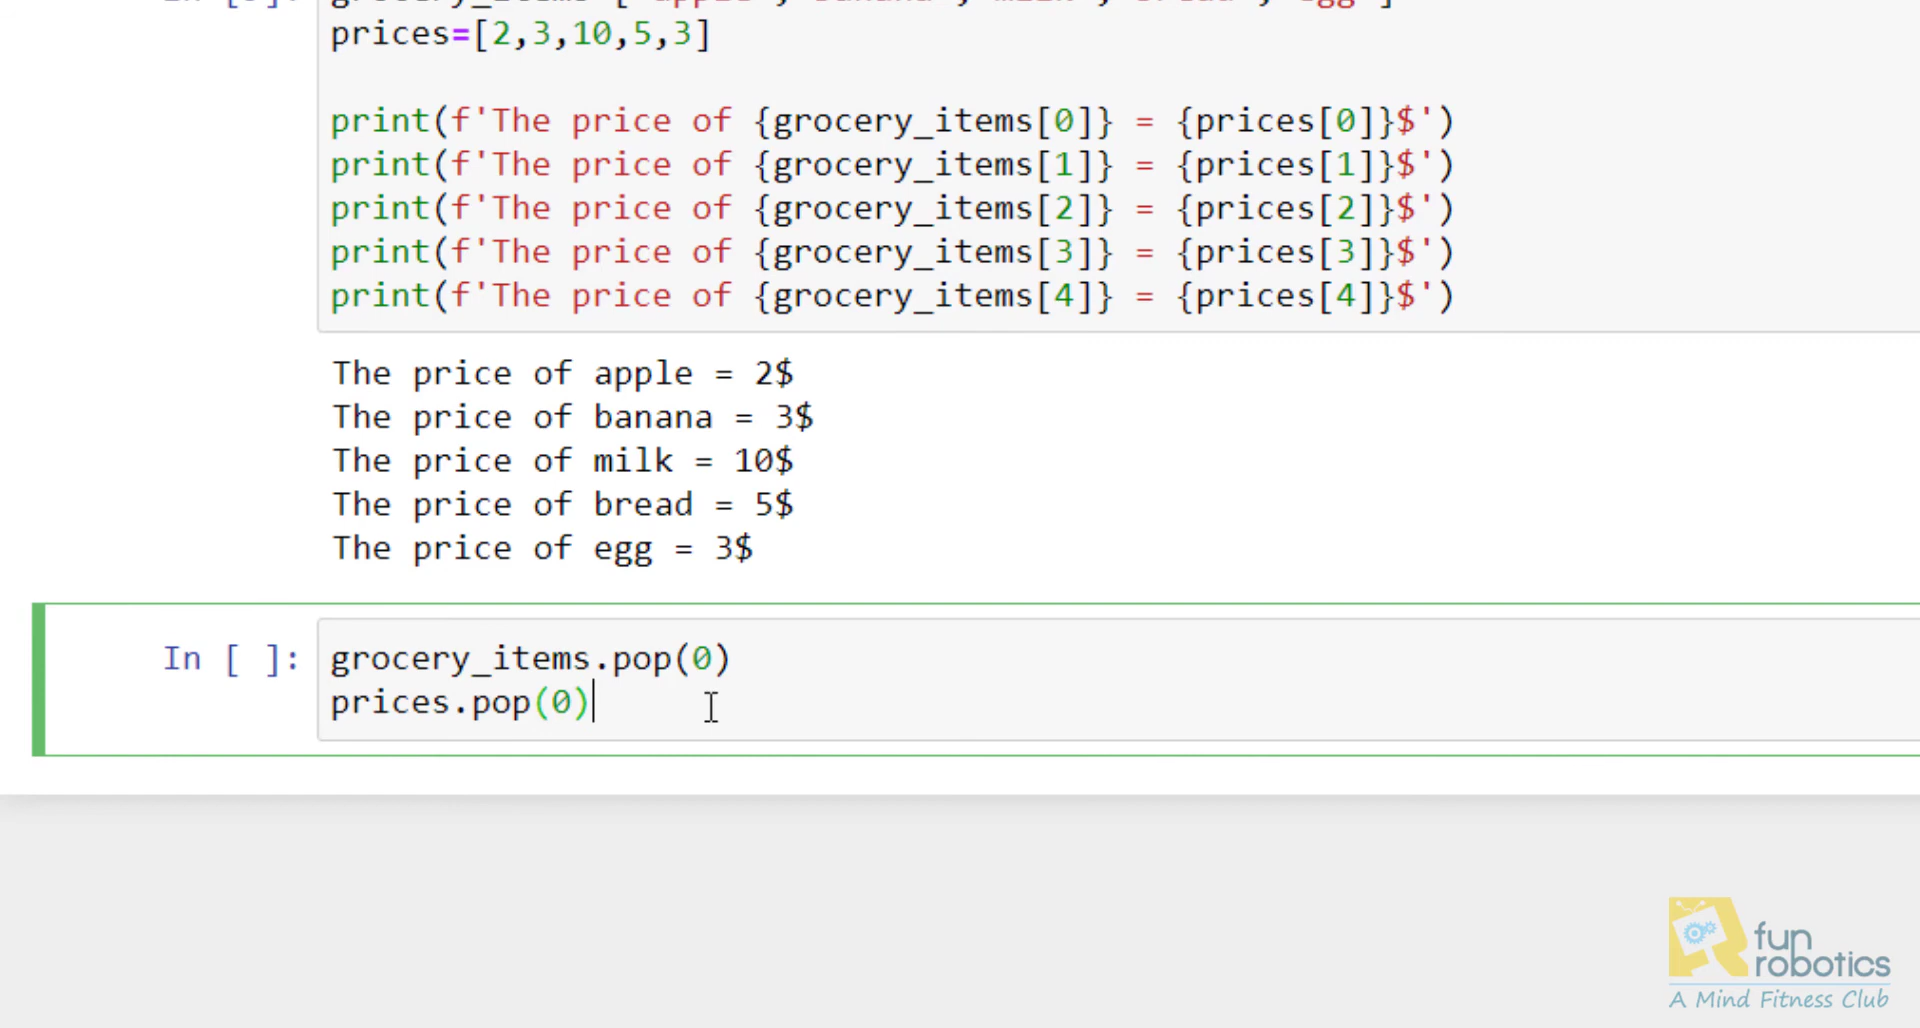 prices=[2,3,10,5,3]
print(f'The price of {grocery_items[0]} = {prices[0]}$')
print(f'The price of {grocery_items[1]} = {prices[1]}$')
print(f'The price of {grocery_items[2]} = {prices[2]}$')
print(f'The price of {grocery_items[3]} = {prices[3]}$')
print(f'The price of {grocery_items[4]} = {prices[4]}$')
The price of apple = 2$
The price of banana = 3$
The price of milk = 10$
The price of bread = 5$
The price of egg = 3$
In [ ]: grocery_items.pop(0)
prices.pop(0)
fun
robotics
A Mind Fitness Club